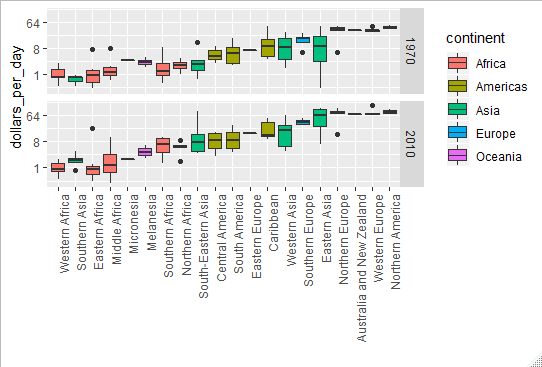 dollars_per_day
64
8
1
1970
64
8
1
2010
Western Africa
Southern Asia
Eastern Africa
Middle Africa
Micronesia
Melanesia
Southern Africa
Northern Africa
South-Eastern Asia
Central America
South America
Eastern Europe
Caribbean
Western Asia
Southern Europe
Eastern Asia
Northern Europe
Australia and New Zealand
Western Europe
Northern America
continent
Africa
Americas
Asia
Europe
Oceania